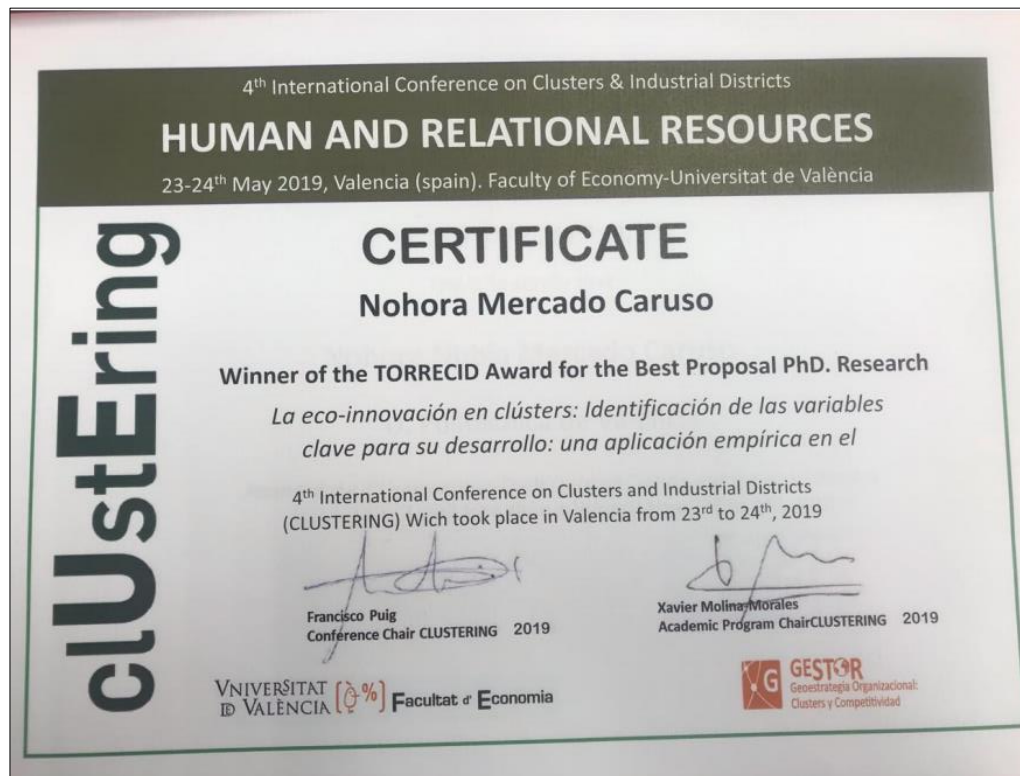 4th International Conference on Clusters & Industrial Districts
HUMAN AND RELATIONAL RESOURCES
23-24th May 2019, Valencia (spain). Faculty of Economy-Universitat de València
clUstEring
CERTIFICATE
Nohora Mercado Caruso
Winner of the TORRECID Award for the Best Proposal PhD. Research
La eco-innovación en clústers: Identificación de las variables
clave para su desarrollo: una aplicación empírica en el
4th International Conference on Clusters and Industrial Districts
(CLUSTERING) Wich took place in Valencia from 23rd to 24th, 2019
Francisco Puig
Conference Chair CLUSTERING 2019
Xavier Molina-Morales
Academic Program ChairCLUSTERING 2019
VNIVERSITAT
ID VALÈNCIA [%] Facultat d' Economia
G GESTOR
Geoestrategia Organizacional:
Clusters y Competitividad